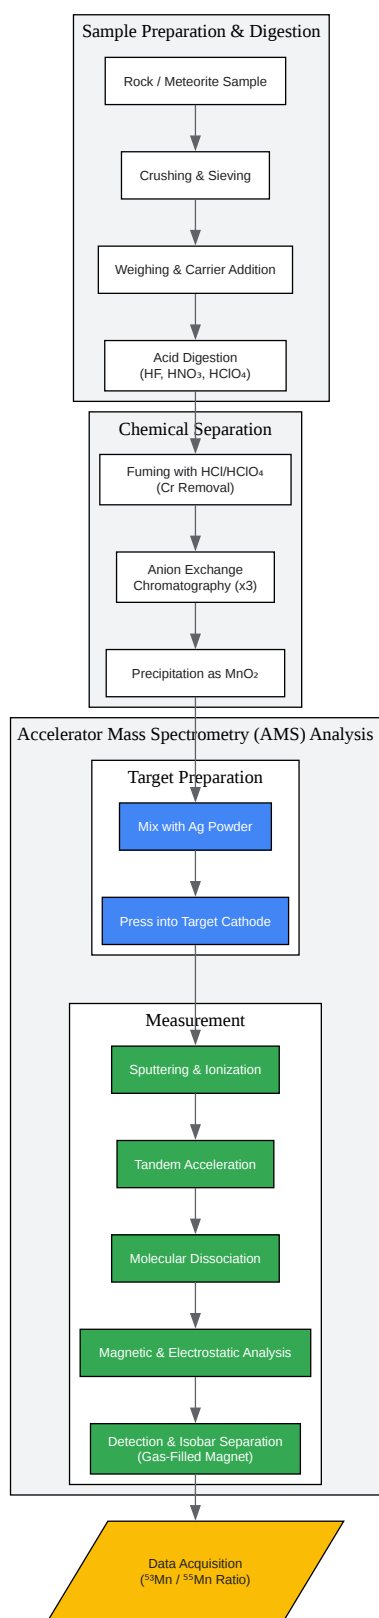 Sample Preparation & Digestion
Rock / Meteorite Sample
Crushing & Sieving
Weighing & Carrier Addition
Acid Digestion
(HF, HNO₃, HClO₄)
Chemical Separation
Fuming with HCl/HClO₄
(Cr Removal)
Anion Exchange
Chromatography (x3)
Precipitation as MnO₂
Accelerator Mass Spectrometry (AMS) Analysis
Target Preparation
Mix with Ag Powder
Press into Target Cathode
Measurement
Sputtering & Ionization
Tandem Acceleration
Molecular Dissociation
Magnetic & Electrostatic Analysis
Detection & Isobar Separation
(Gas-Filled Magnet)
Data Acquisition
(⁵³Mn / ⁵⁵Mn Ratio)